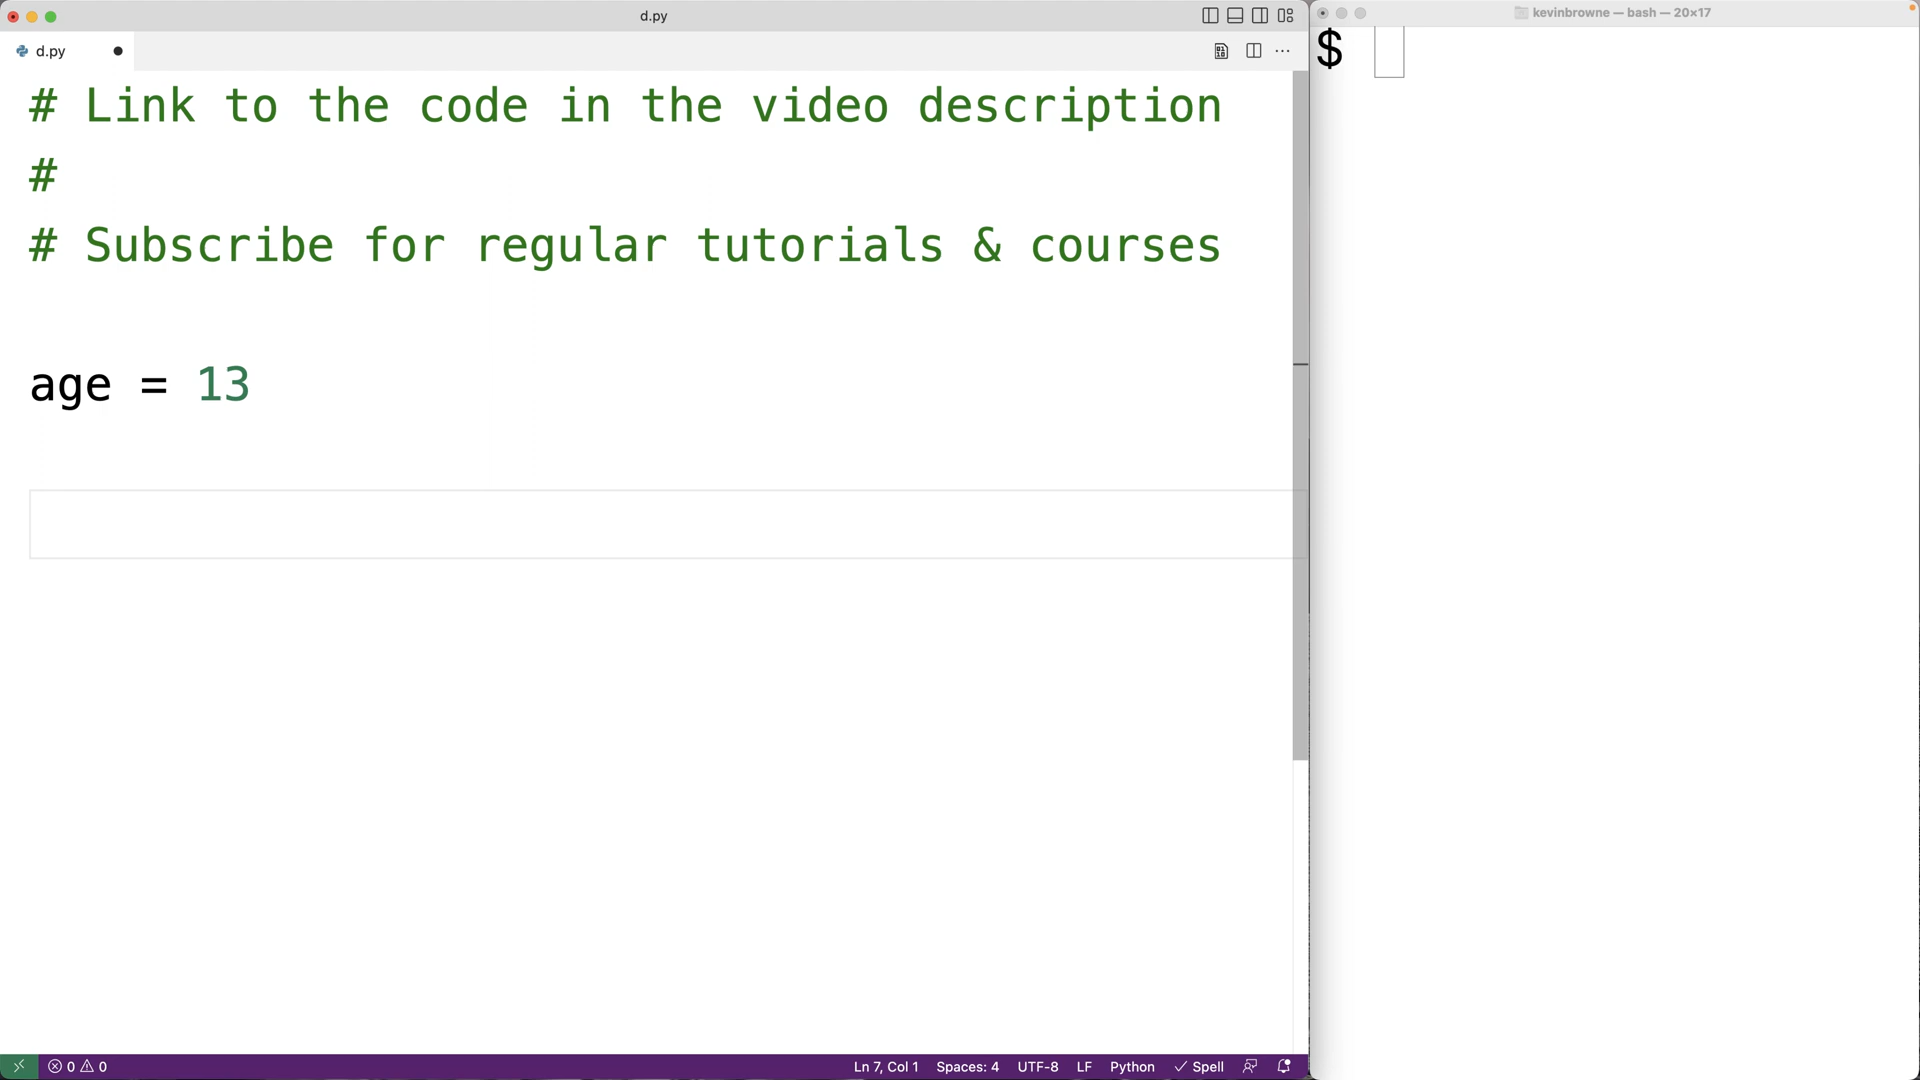 d.py
kevinbrowne — bash — 20×17
d.py
$
# Link to the code in the video description
#
# Subscribe for regular tutorials & courses
age = 13
0 0
Ln 7, Col 1 Spaces: 4 UTF-8 LF Python Spell